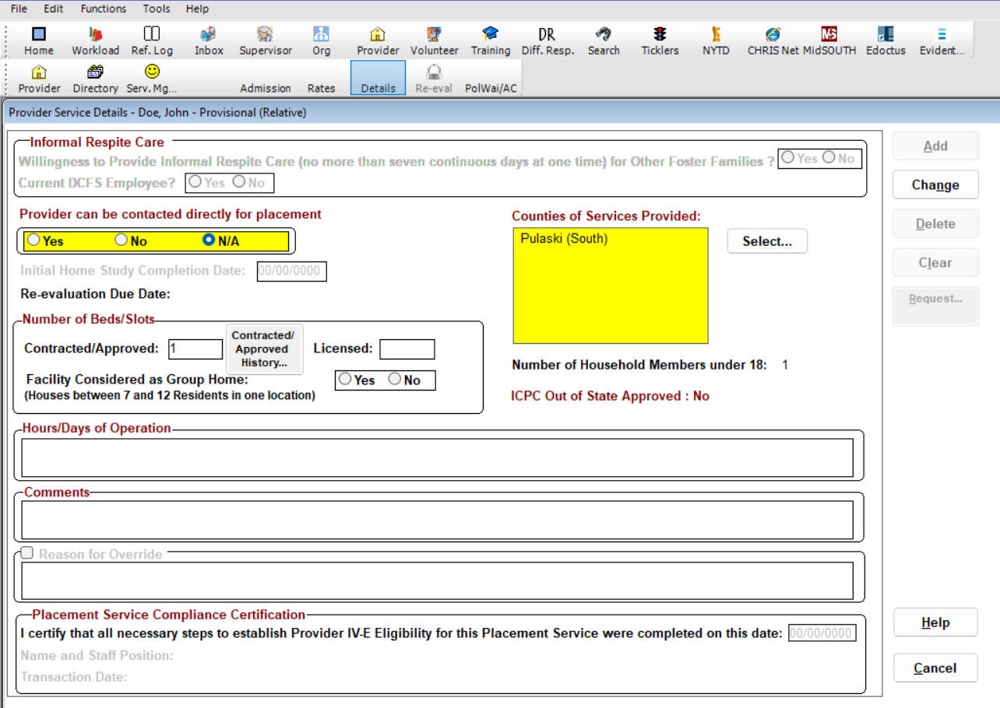 File Edit Functions Tools Help
Home Workload Ref. Log Inbox Supervisor Org Provider Volunteer Training Diff. Resp. Search Ticklers NYTD CHRIS Net MidSOUTH Edoctus Evident...
DR
MS
Provider Directory Serv. Mg... Admission Rates Details Re-eval PolWai/AC
Provider Service Details - Doe, John - Provisional (Relative)
Informal Respite Care
Willingness to Provide Informal Respite Care (no more than seven continuous days at one time) for Other Foster Families ? Yes No
Current DCFS Employee? Yes No
Provider can be contacted directly for placement
Yes No N/A
Initial Home Study Completion Date: 00/00/0000
Re-evaluation Due Date:
Number of Beds/Slots
Contracted/Approved: 1
Contracted/
Approved
History...
Licensed:
Facility Considered as Group Home: Yes No
(Houses between 7 and 12 Residents in one location)
Counties of Services Provided:
Pulaski (South)
Select...
Number of Household Members under 18: 1
ICPC Out of State Approved : No
Hours/Days of Operation
Comments
Reason for Override
Placement Service Compliance Certification
I certify that all necessary steps to establish Provider IV-E Eligibility for this Placement Service were completed on this date: 00/00/0000
Name and Staff Position:
Transaction Date:
Add
Change
Delete
Clear
Request...
Help
Cancel